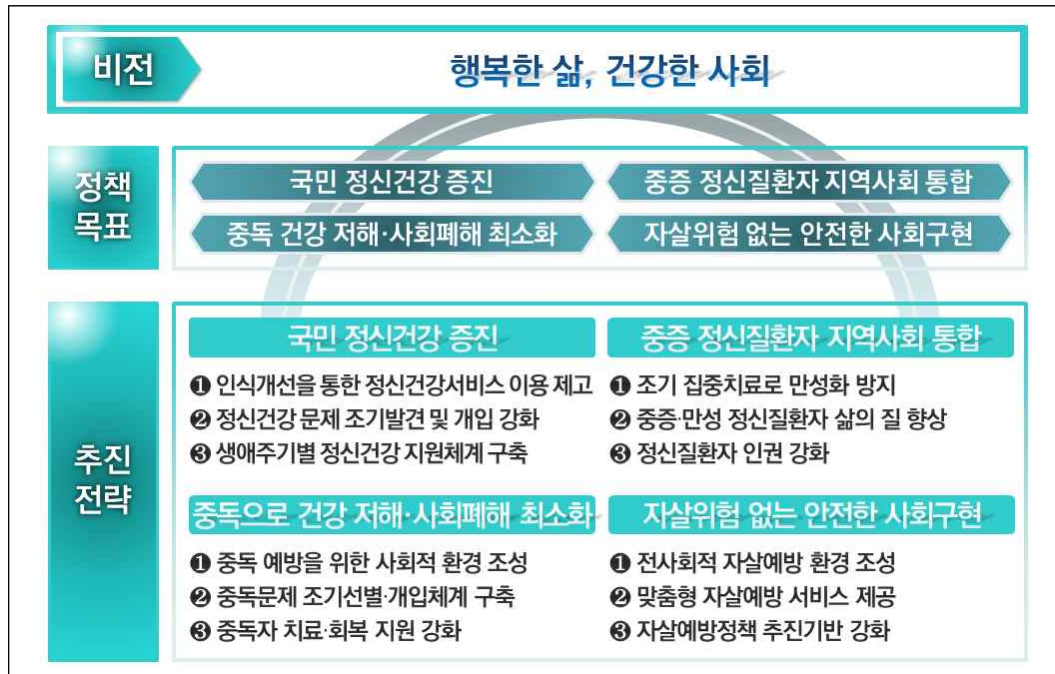 비전
행복한 삶, 건강한 사회
정책
목표
국민 정신건강 증진
중증 정신질환자 지역사회 통합
중독 건강 저해·사회폐해 최소화
자살위험 없는 안전한 사회구현
추진
전략
국민 정신건강 증진
❶ 인식개선을 통한 정신건강서비스 이용 제고
❷ 정신건강 문제 조기발견 및 개입 강화
❸ 생애주기별 정신건강 지원체계 구축
중증 정신질환자 지역사회 통합
❶ 조기 집중치료로 만성화 방지
❷ 중증·만성 정신질환자 삶의 질 향상
❸ 정신질환자 인권 강화
중독으로 건강 저해·사회폐해 최소화
❶ 중독 예방을 위한 사회적 환경 조성
❷ 중독문제 조기선별·개입체계 구축
❸ 중독자 치료·회복 지원 강화
자살위험 없는 안전한 사회구현
❶ 전사회적 자살예방 환경 조성
❷ 맞춤형 자살예방 서비스 제공
❸ 자살예방정책 추진기반 강화